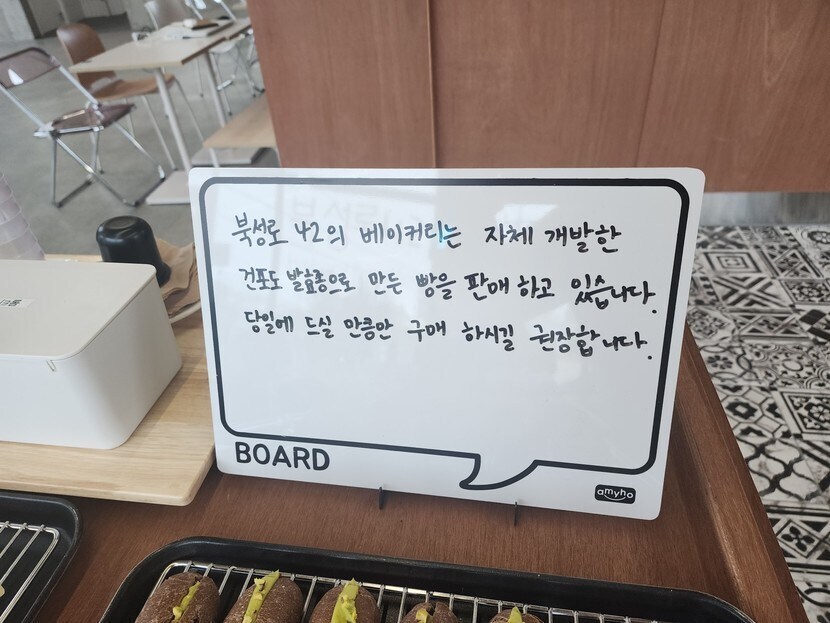 북성로 42의 베이커리는 자체 개발한
건포도 발효종으로 만든 빵을 판매 하고 있습니다.
당일에 드실 만큼만 구매 하시길 권장합니다.
BOARD
amyho